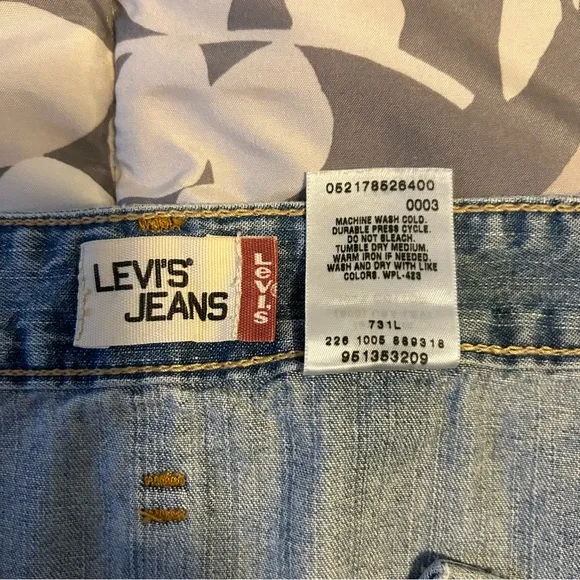 LEVI'S®
JEANS
Levi's
052178526400
0003
MACHINE WASH COLD.
DURABLE PRESS CYCLE.
DO NOT BLEACH.
TUMBLE DRY MEDIUM.
WARM IRON IF NEEDED.
WASH AND DRY WITH LIKE
COLORS. WPL-423
731L
226 1005 869318
951353209